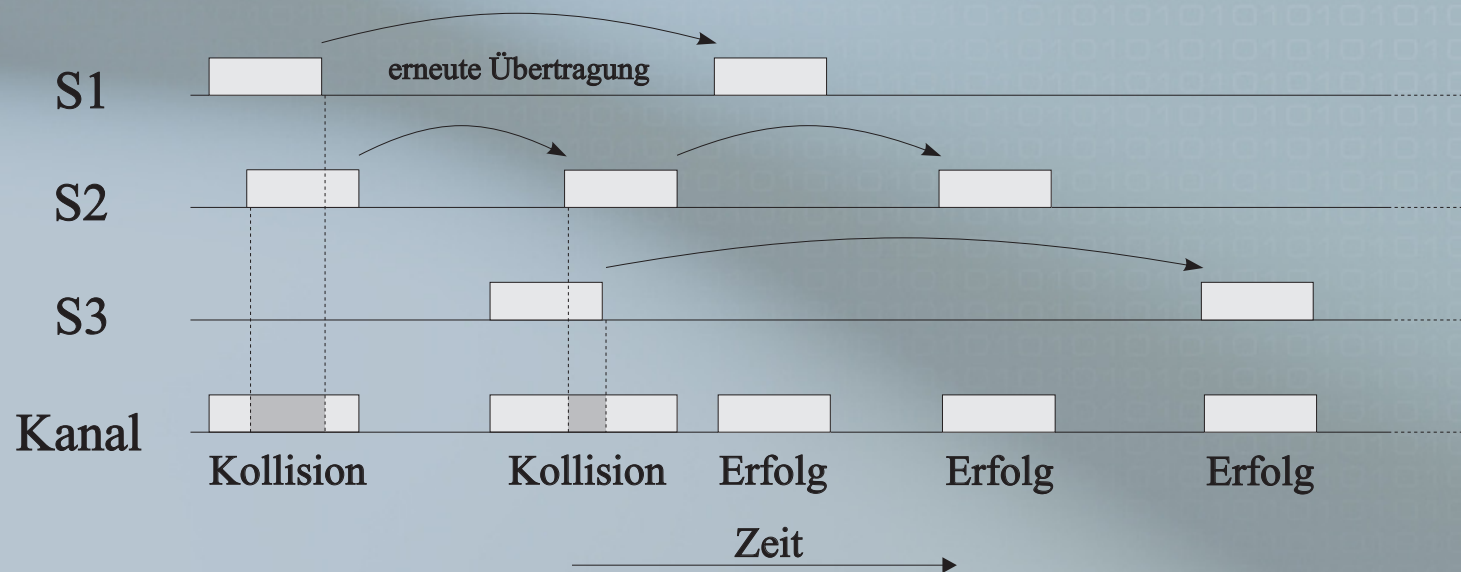 erneute Übertragung
S1
S2
S3
Kanal
Kollision Kollision Erfolg Erfolg Erfolg
Zeit